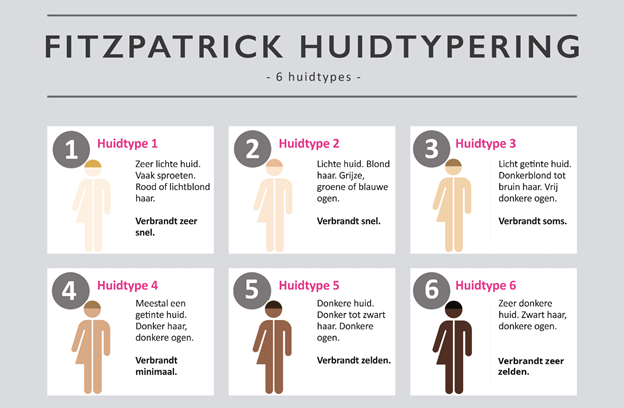 FITZPATRICK HUIDTYPERING
- 6 huidtypes -
1
Huidtype 1
Zeer lichte huid.
Vaak sproeten.
Rood of lichtblond
haar.
Verbrandt zeer
snel.
2
Huidtype 2
Lichte huid. Blond
haar. Grijze,
groene of blauwe
ogen.
Verbrandt snel.
3
Huidtype 3
Licht getinte huid.
Donkerblond tot
bruin haar. Vrij
donkere ogen.
Verbrandt soms.
4
Huidtype 4
Meestal een
getinte huid.
Donker haar,
donkere ogen.
Verbrandt
minimaal.
5
Huidtype 5
Donkere huid.
Donker tot zwart
haar. Donkere
ogen.
Verbrandt zelden.
6
Huidtype 6
Zeer donkere
huid. Zwart haar,
donkere ogen.
Verbrandt zeer
zelden.